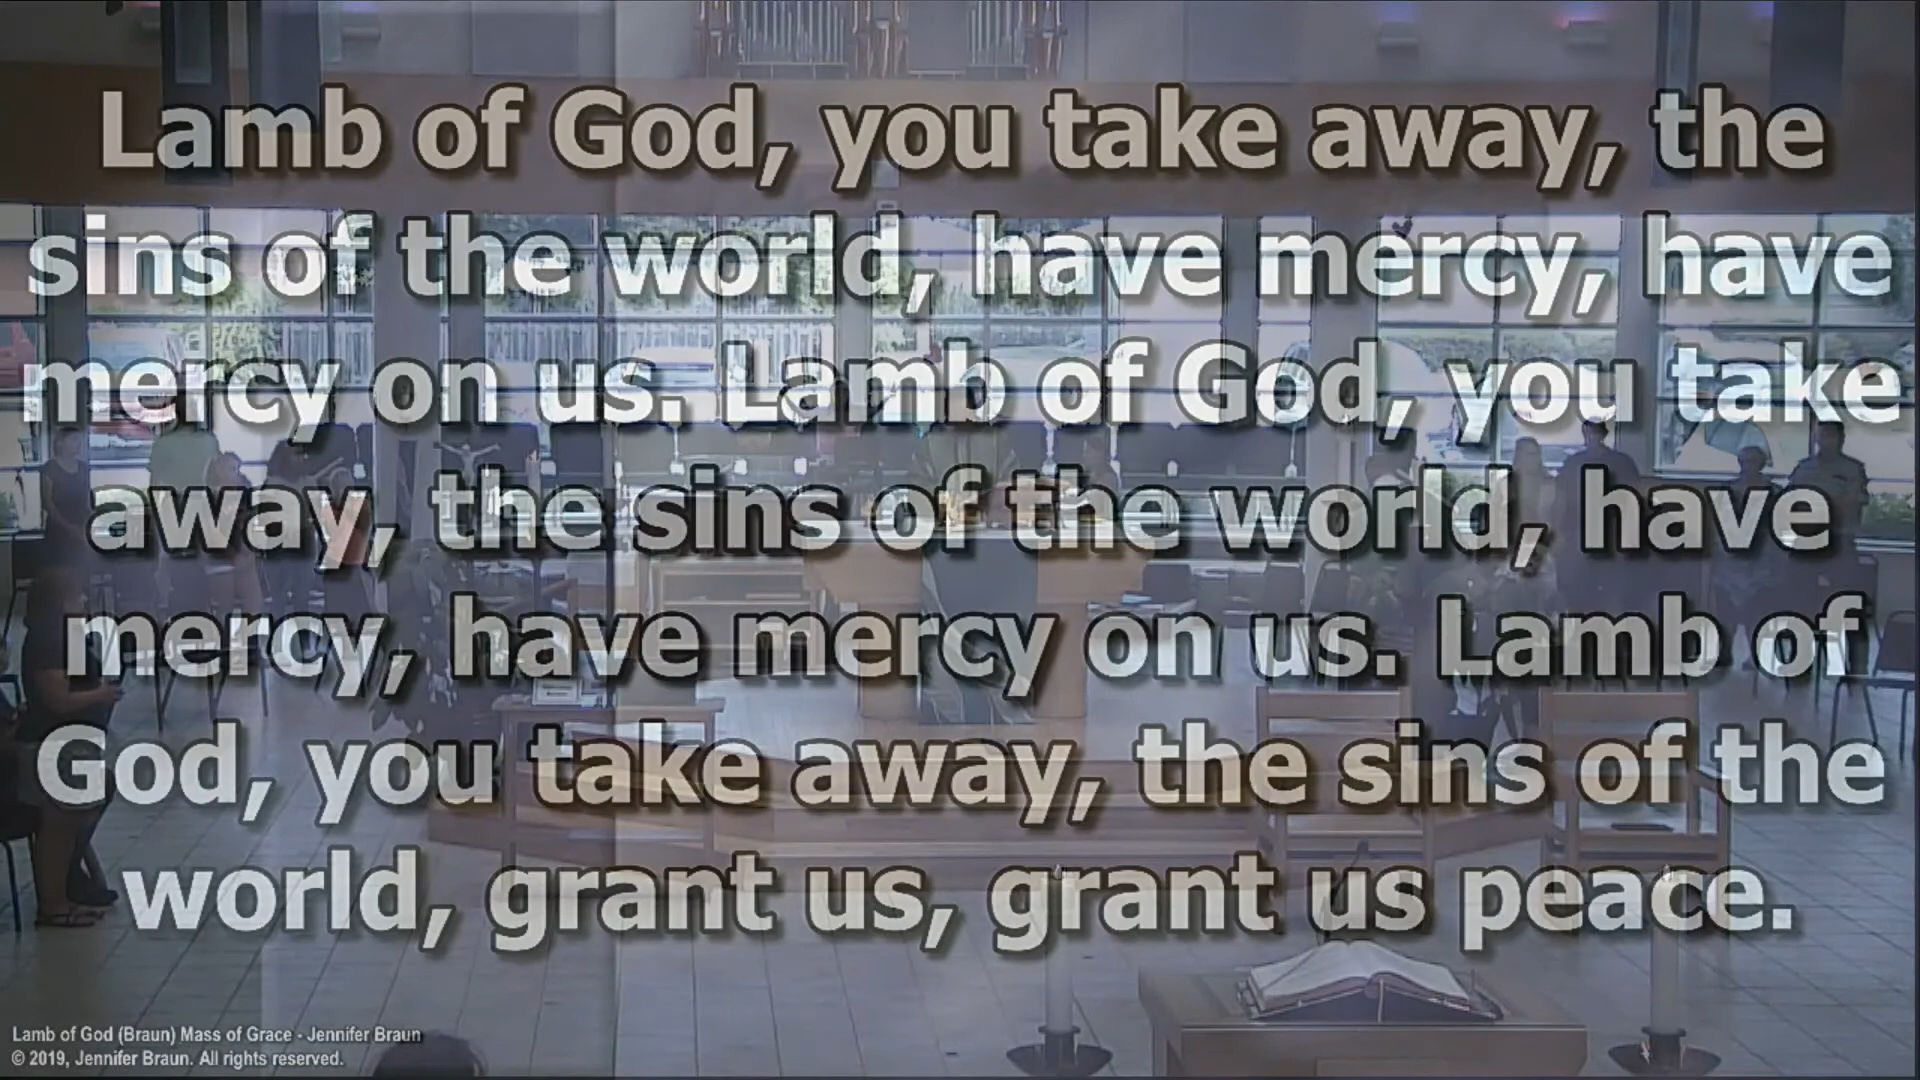 Lamb of God, you take away, the
sins of the world, have mercy, have
mercy on us. Lamb of God, you take
away, the sins of the world, have
mercy, have mercy on us. Lamb of
God, you take away, the sins of the
world, grant us, grant us peace.
Lamb of God (Braun) Mass of Grace - Jennifer Braun
© 2019, Jennifer Braun. All rights reserved.